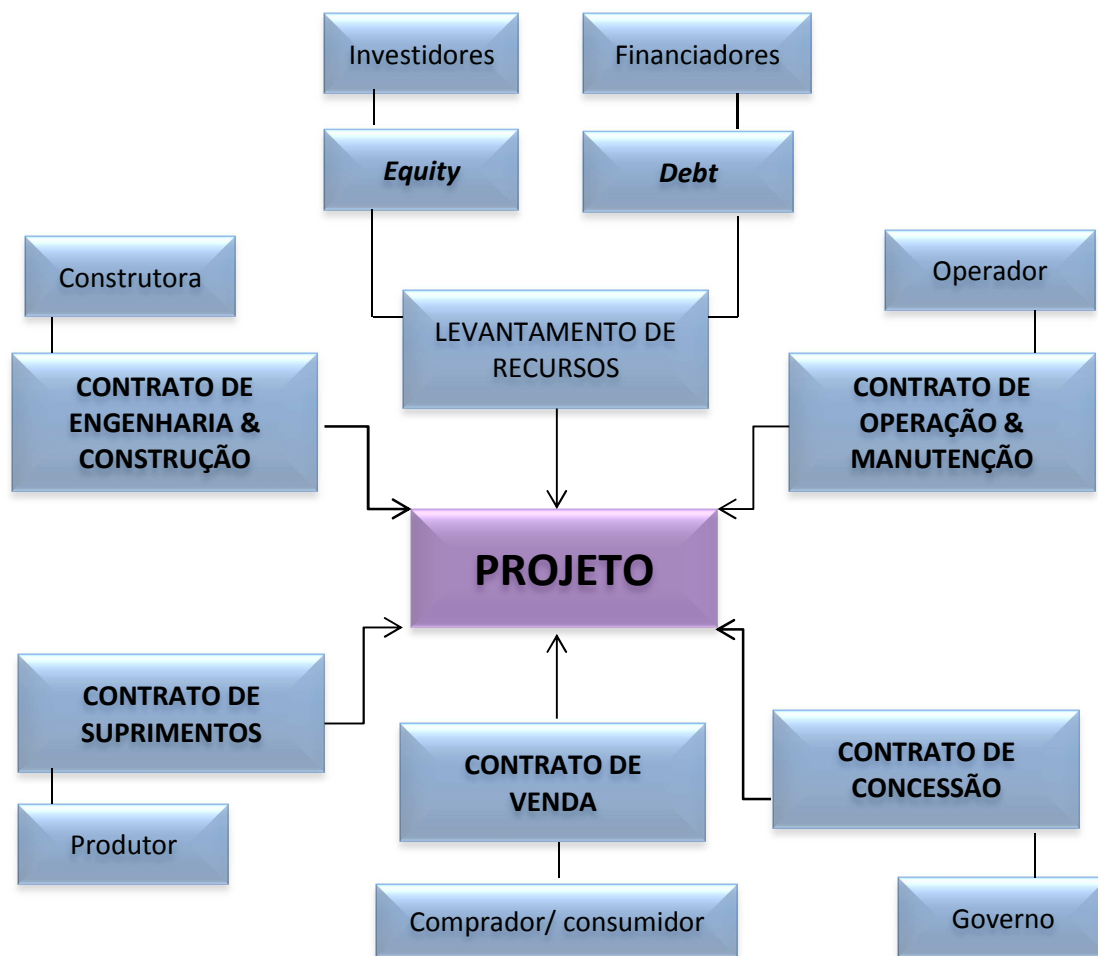 Investidores
Financiadores
Equity
Debt
Construtora
Operador
LEVANTAMENTO DE
RECURSOS
CONTRATO DE
ENGENHARIA &
CONSTRUÇÃO
CONTRATO DE
OPERAÇÃO &
MANUTENÇÃO
PROJETO
CONTRATO DE
SUPRIMENTOS
CONTRATO DE
VENDA
CONTRATO DE
CONCESSÃO
Produtor
Comprador/ consumidor
Governo